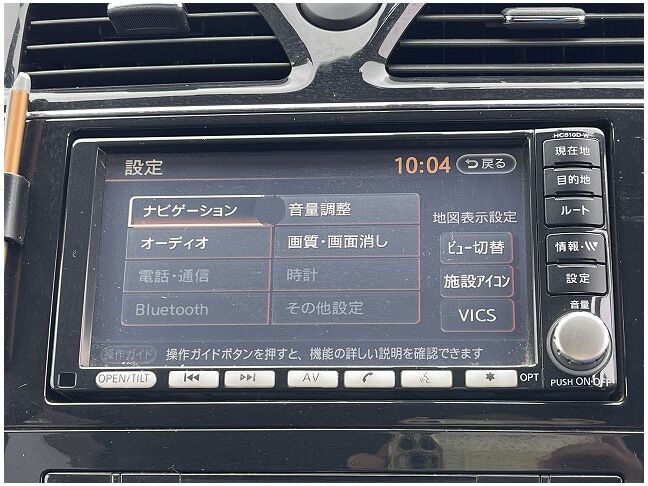 HC510D-W
設定 10:04 戻る
ナビゲーション 音量調整
オーディオ 画質・画面消し
電話・通信 時計
Bluetooth その他設定
地図表示設定
ビュー切替
施設アイコン
VICS
操作ガイド 操作ガイドボタンを押すと、機能の詳しい説明を確認できます
現在地
目的地
ルート
情報・
設定
音量
PUSH ON・OFF
OPEN/TILT AV OPT